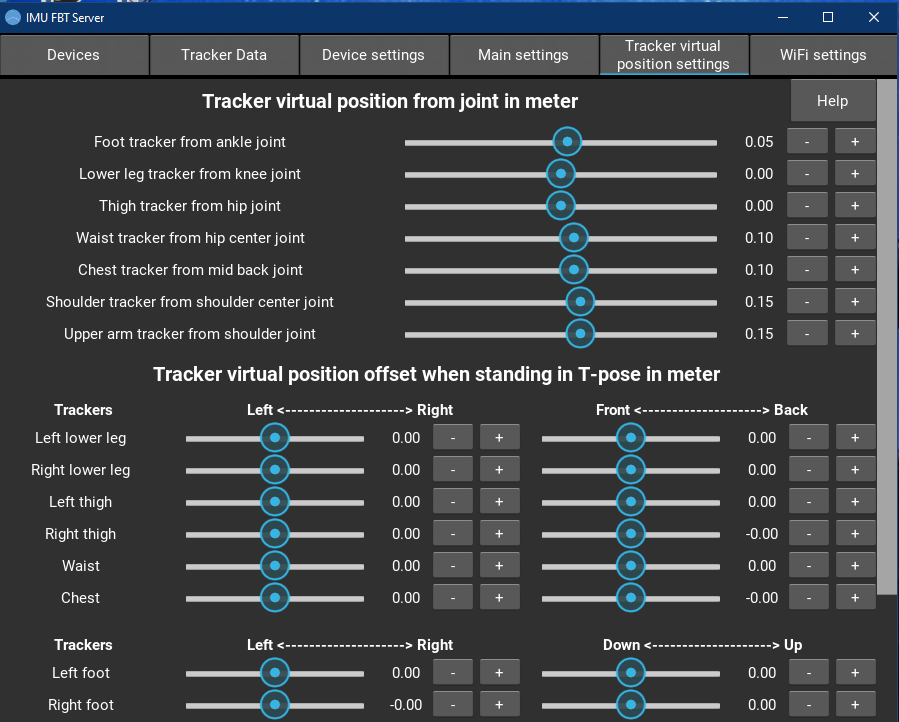 IMU FBT Server
Devices
Tracker Data
Device settings
Main settings
Tracker virtual
position settings
WiFi settings
Tracker virtual position from joint in meter
Help
Foot tracker from ankle joint 0.05 - +
Lower leg tracker from knee joint 0.00 - +
Thigh tracker from hip joint 0.00 - +
Waist tracker from hip center joint 0.10 - +
Chest tracker from mid back joint 0.10 - +
Shoulder tracker from shoulder center joint 0.15 - +
Upper arm tracker from shoulder joint 0.15 - +
Tracker virtual position offset when standing in T-pose in meter
Trackers Left <--------------------> Right Front <--------------------> Back
Left lower leg 0.00 - + 0.00 - +
Right lower leg 0.00 - + 0.00 - +
Left thigh 0.00 - + 0.00 - +
Right thigh 0.00 - + -0.00 - +
Waist 0.00 - + 0.00 - +
Chest 0.00 - + -0.00 - +
Trackers Left <--------------------> Right Down <--------------------> Up
Left foot 0.00 - + 0.00 - +
Right foot -0.00 - + 0.00 - +